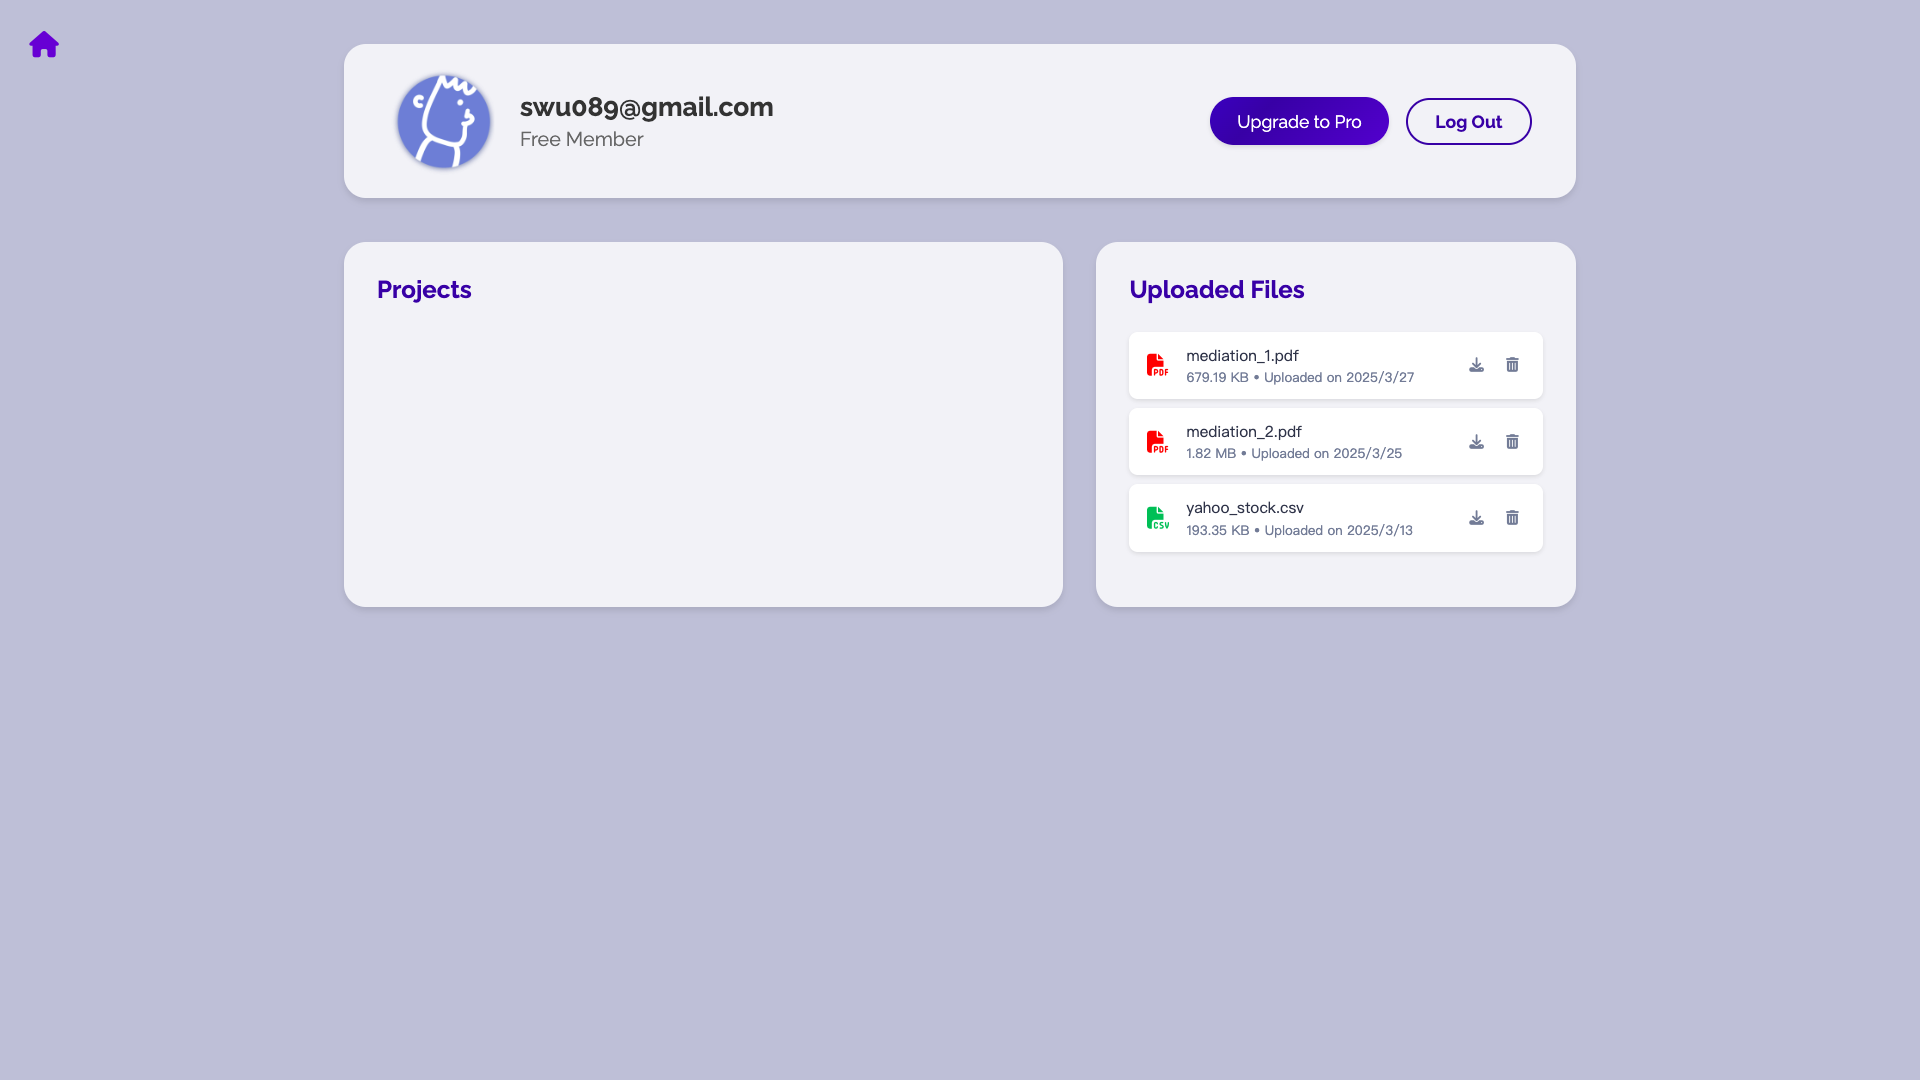 swu089@gmail.com
Free Member
Upgrade to Pro
Log Out
Projects
Uploaded Files
PDF
mediation_1.pdf
679.19 KB • Uploaded on 2025/3/27
PDF
mediation_2.pdf
1.82 MB • Uploaded on 2025/3/25
CSV
yahoo_stock.csv
193.35 KB • Uploaded on 2025/3/13